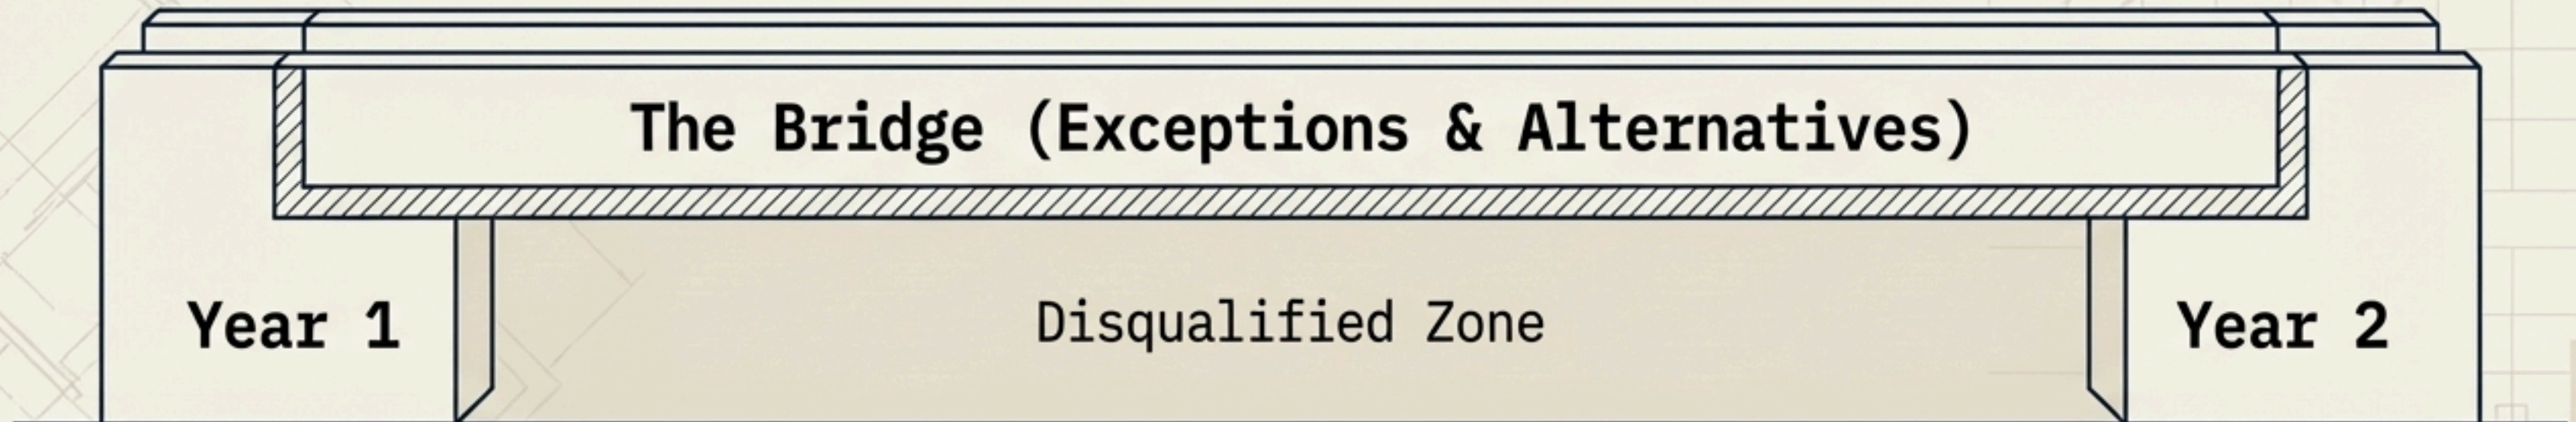 The Bridge (Exceptions & Alternatives)
Year 1
Disqualified Zone
Year 2